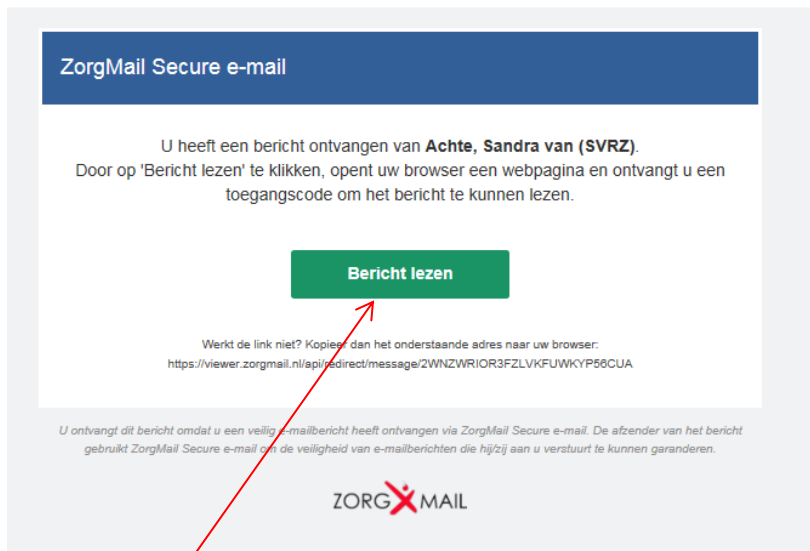 ZorgMail Secure e-mail
U heeft een bericht ontvangen van Achte, Sandra van (SVRZ).
Door op 'Bericht lezen' te klikken, opent uw browser een webpagina en ontvangt u een
toegangscode om het bericht te kunnen lezen.
Bericht lezen
Werkt de link niet? Kopieer dan het onderstaande adres naar uw browser:
https://viewer.zorgmail.nl/api/redirect/message/2WNZWRIOR3FZLVKFUWKYP56CUA
U ontvangt dit bericht omdat u een veilig e-mailbericht heeft ontvangen via ZorgMail Secure e-mail. De afzender van het bericht
gebruikt ZorgMail Secure e-mail om de veiligheid van e-mailberichten die hij/zij aan u verstuurt te kunnen garanderen.
ZORG MAIL